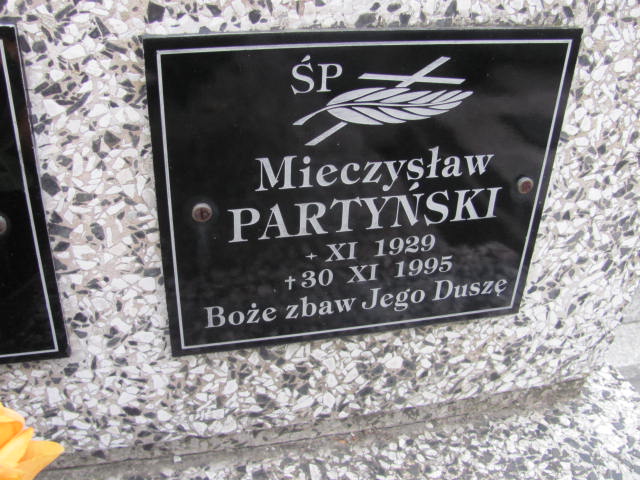 ŚP
Mieczysław
PARTYŃSKI
+ XI 1929
† 30 XI 1995
Boże zbaw Jego Duszę